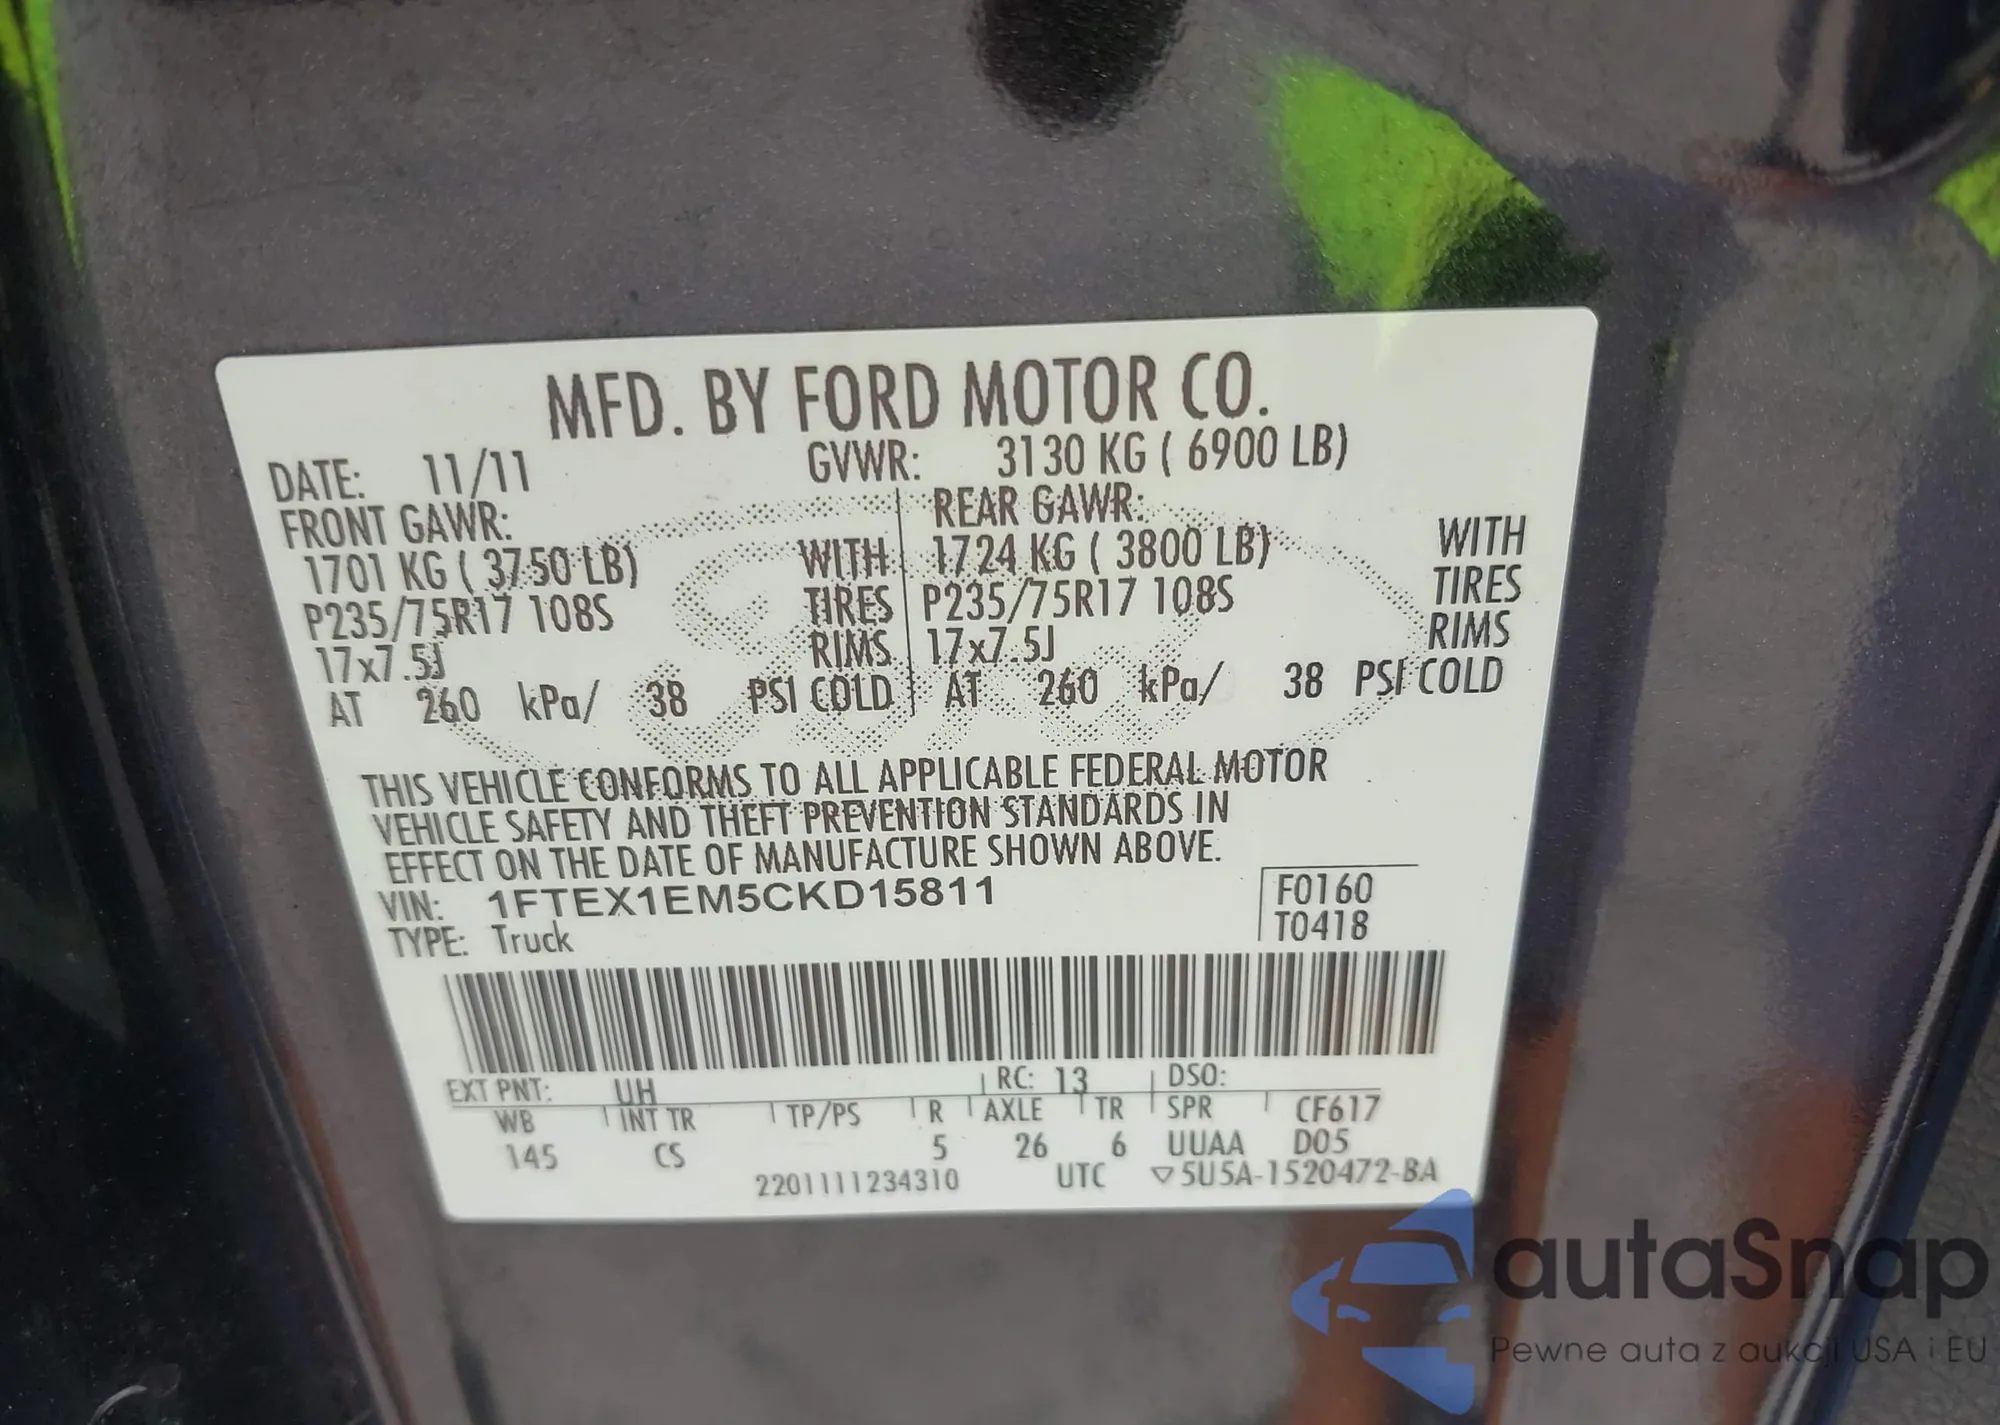 MFD. BY FORD MOTOR CO.
DATE: 11/11 GVWR: 3130 KG ( 6900 LB)
FRONT GAWR: REAR GAWR:
1701 KG ( 3750 LB) WITH 1724 KG ( 3800 LB) WITH
P235/75R17 108S TIRES P235/75R17 108S TIRES
17x7.5J RIMS 17x7.5J RIMS
AT 260 kPa/ 38 PSI COLD AT 260 kPa/ 38 PSI COLD
THIS VEHICLE CONFORMS TO ALL APPLICABLE FEDERAL MOTOR
VEHICLE SAFETY AND THEFT PREVENTION STANDARDS IN
EFFECT ON THE DATE OF MANUFACTURE SHOWN ABOVE.
VIN: 1FTEX1EM5CKD15811 F0160
TYPE: Truck T0418
EXT PNT: UH RC: 13 DSO:
WB INT TR TP/PS R AXLE TR SPR CF617
145 CS 5 26 6 UUAA D05
2201111234310 UTC ▽5U5A-1520472-BA
autaSnap
Pewne auta z aukcji USA i EU